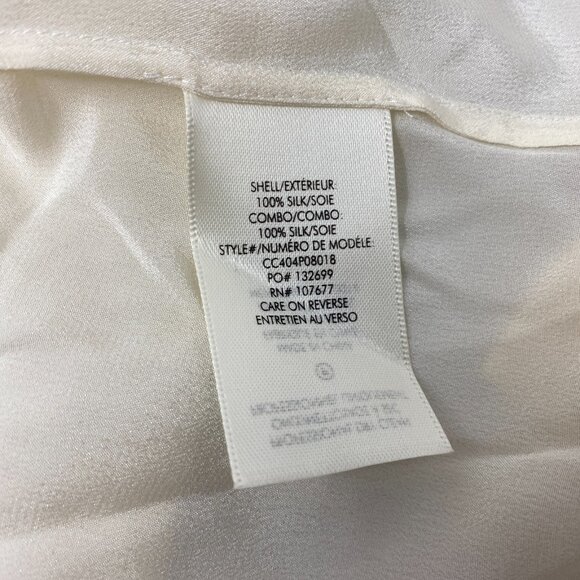 SHELL/EXTÉRIEUR:
100% SILK/SOIE
COMBO/COMBO:
100% SILK/SOIE
STYLE#/NUMÉRO DE MODÈLE:
CC404P08018
PO# 132699
RN# 107677
CARE ON REVERSE
ENTRETIEN AU VERSO